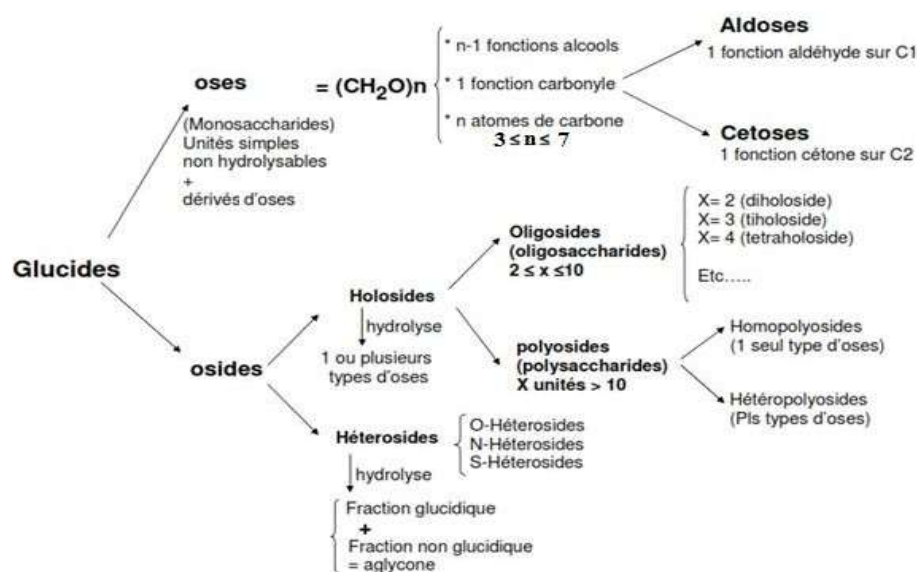 Glucides
oses
(Monosaccharides)
Unités simples
non hydrolysables
+
dérivés d'oses
= (CH₂O)n
* n-1 fonctions alcools
* 1 fonction carbonyle
* n atomes de carbone
3 ≤ n ≤ 7
Aldoses
1 fonction aldéhyde sur C1
Cetoses
1 fonction cétone sur C2
osides
Holosides
hydrolyse
1 ou plusieurs
types d'oses
Oligosides
(oligosaccharides)
2 ≤ x ≤10
X= 2 (diholoside)
X= 3 (tiholoside)
X= 4 (tetraholoside)
Etc.....
polyosides
(polysaccharides)
X unités > 10
Homopolyosides
(1 seul type d'oses)
Hétéropolyosides
(Pls types d'oses)
Héterosides
O-Héterosides
N-Héterosides
S-Héterosides
hydrolyse
Fraction glucidique
+
Fraction non glucidique
= aglycone